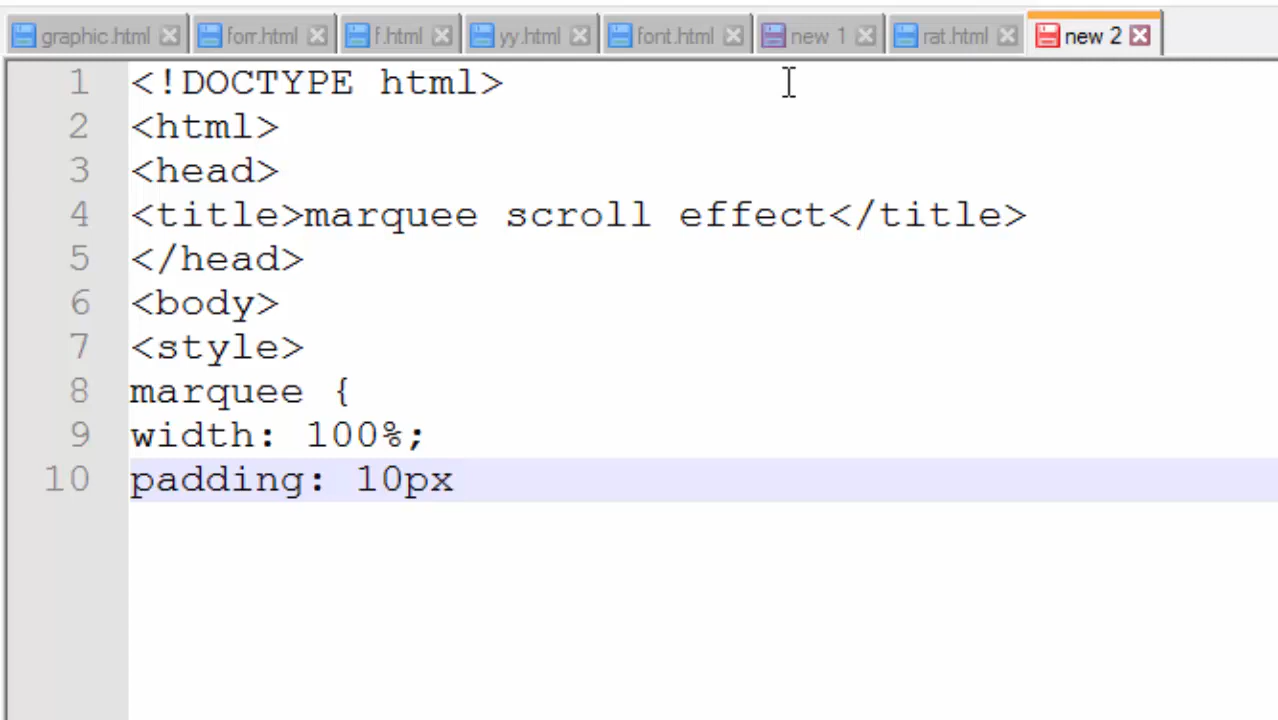 graphic.html forr.html f.html yy.html font.html new 1 rat.html new 2
1 <!DOCTYPE html>
2 <html>
3 <head>
4 <title>marquee scroll effect</title>
5 </head>
6 <body>
7 <style>
8 marquee {
9 width: 100%;
10 padding: 10px